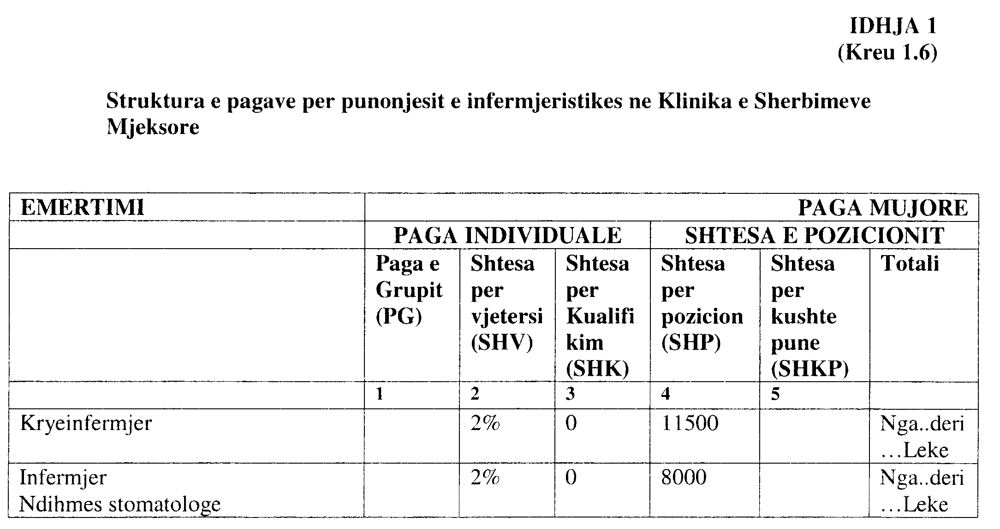 IDHJA 1
(Kreu 1.6)
Struktura e pagave per punonjesit e infermjeristikes ne Klinika e Sherbimeve
Mjeksore
EMERTIMI PAGA MUJORE
PAGA INDIVIDUALE SHTESA E POZICIONIT
Paga e Grupit (PG)
Shtesa per vjetersi (SHV)
Shtesa per Kualifi kim (SHK)
Shtesa per pozicion (SHP)
Shtesa per kushte pune (SHKP)
Totali
1 2 3 4 5
Kryeinfermjer 2% 0 11500 Nga..deri
...Leke
Infermjer 2% 0 8000 Nga..deri
Ndihmes stomatologe ...Leke